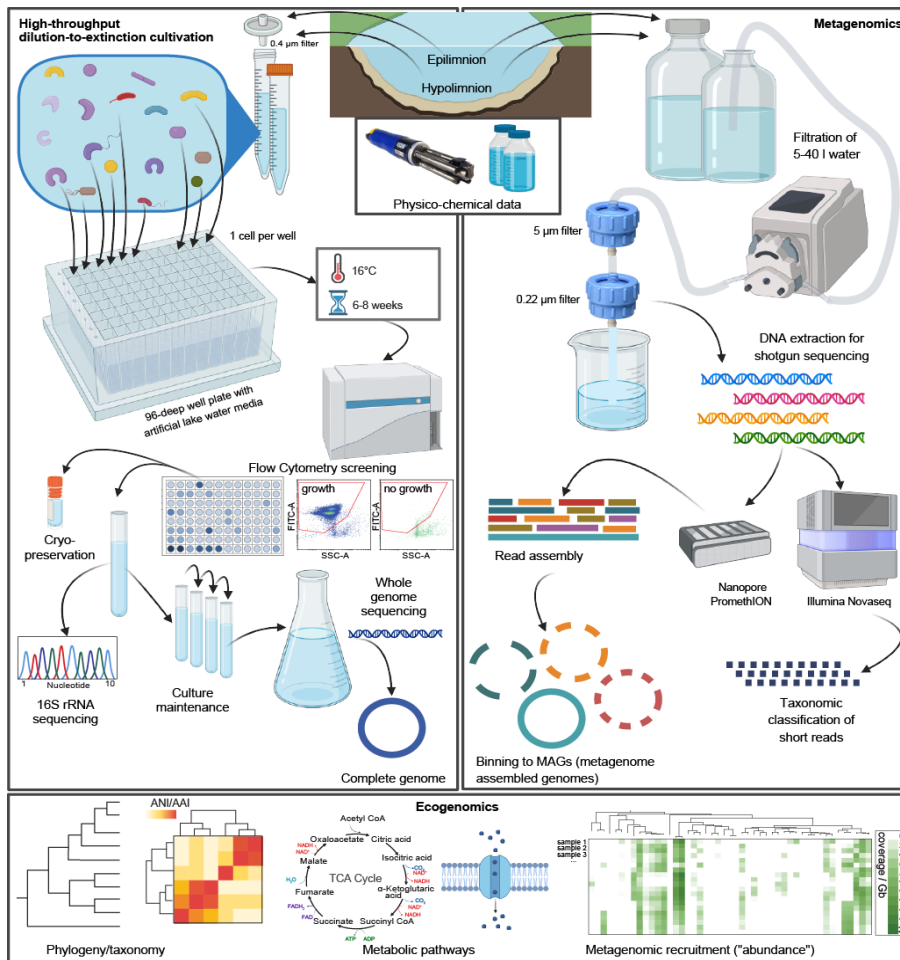 High-throughput
dilution-to-extinction cultivation
0.4 µm filter
1 cell per well
16°C
6-8 weeks
96-deep well plate with
artificial lake water media
Flow Cytometry screening
growth
no growth
FITC-A
SSC-A
FITC-A
SSC-A
Cryo-
preservation
1
Nucleotide
10
16S rRNA
sequencing
Culture
maintenance
Whole
genome
sequencing
Complete genome
Epilimnion
Hypolimnion
Physico-chemical data
Metagenomics
Filtration of
5-40 l water
5 µm filter
0.22 µm filter
DNA extraction for
shotgun sequencing
Read assembly
Nanopore
PromethION
Illumina Novaseq
Binning to MAGs (metagenome
assembled genomes)
Taxonomic
classification of
short reads
Ecogenomics
ANI/AAI
Phylogeny/taxonomy
TCA Cycle
Acetyl CoA
Citric acid
Isocitric acid
CO₂
NAD⁺
NADH
α-Ketoglutaric
acid
CO₂
NAD⁺
NADH
Succinyl CoA
ADP
ATP
Succinate
FAD
FADH₂
Fumarate
H₂O
Malate
NAD⁺
NADH
Oxaloacetate
Metabolic pathways
sample 1
sample 2
sample 3
coverage / Gb
Metagenomic recruitment ("abundance")